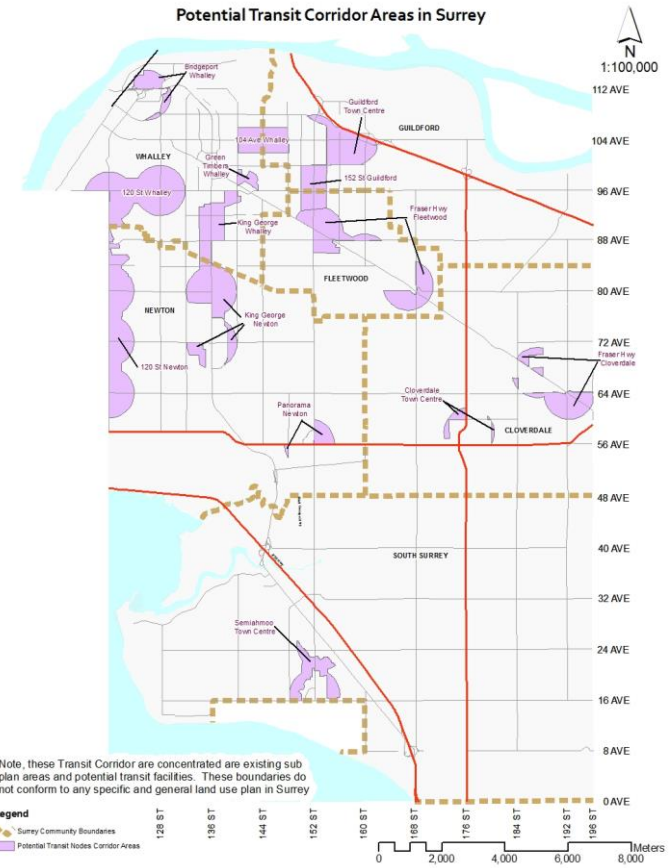 Potential Transit Corridor Areas in Surrey
N
1:100,000
Bridgeport
Whalley
112 AVE
Guildford
Town Centre
GUILDFORD
104 Ave Whalley
104 AVE
WHALLEY
Green
Timbers
Whalley
152 St Guildford
120 St Whalley
96 AVE
Fraser Hwy
Fleetwood
King George
Whalley
88 AVE
FLEETWOOD
80 AVE
NEWTON
King George
Newton
72 AVE
Fraser Hwy
Cloverdale
120 St Newton
64 AVE
Cloverdale
Town Centre
Panorama
Newton
CLOVERDALE
56 AVE
48 AVE
SOUTH SURREY
40 AVE
32 AVE
Semiahmoo
Town Centre
24 AVE
16 AVE
8 AVE
0 AVE
Note, these Transit Corridor are concentrated are existing sub
plan areas and potential transit facilities. These boundaries do
not conform to any specific and general land use plan in Surrey
Legend
Surrey Community Boundaries
Potential Transit Nodes Corridor Areas
128 ST
136 ST
144 ST
152 ST
160 ST
168 ST
176 ST
184 ST
192 ST
196 ST
Meters
0 2,000 4,000 6,000 8,000